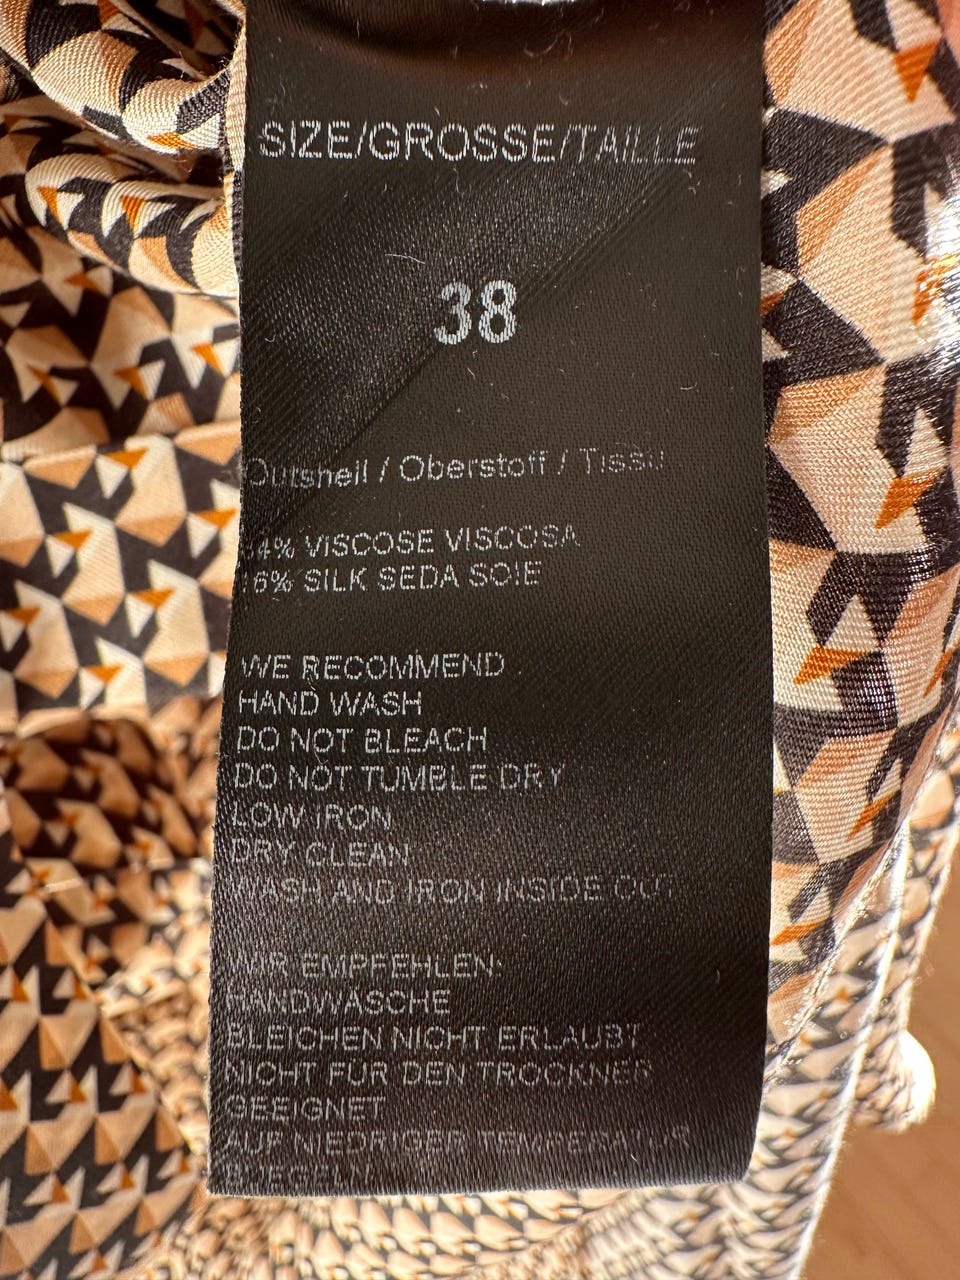 SIZE/GROSSE/TAILLE
38
Outshell / Oberstoff / Tissu
4% VISCOSE VISCOSA
6% SILK SEDA SOIE
WE RECOMMEND
HAND WASH
DO NOT BLEACH
DO NOT TUMBLE DRY
LOW IRON
DRY CLEAN
WASH AND IRON INSIDE OUT
WIR EMPFEHLEN:
HANDWÄSCHE
BLEICHEN NICHT ERLAUBT
NICHT FÜR DEN TROCKNER
GEEIGNET
AUF NIEDRIGER TEMPERATUR